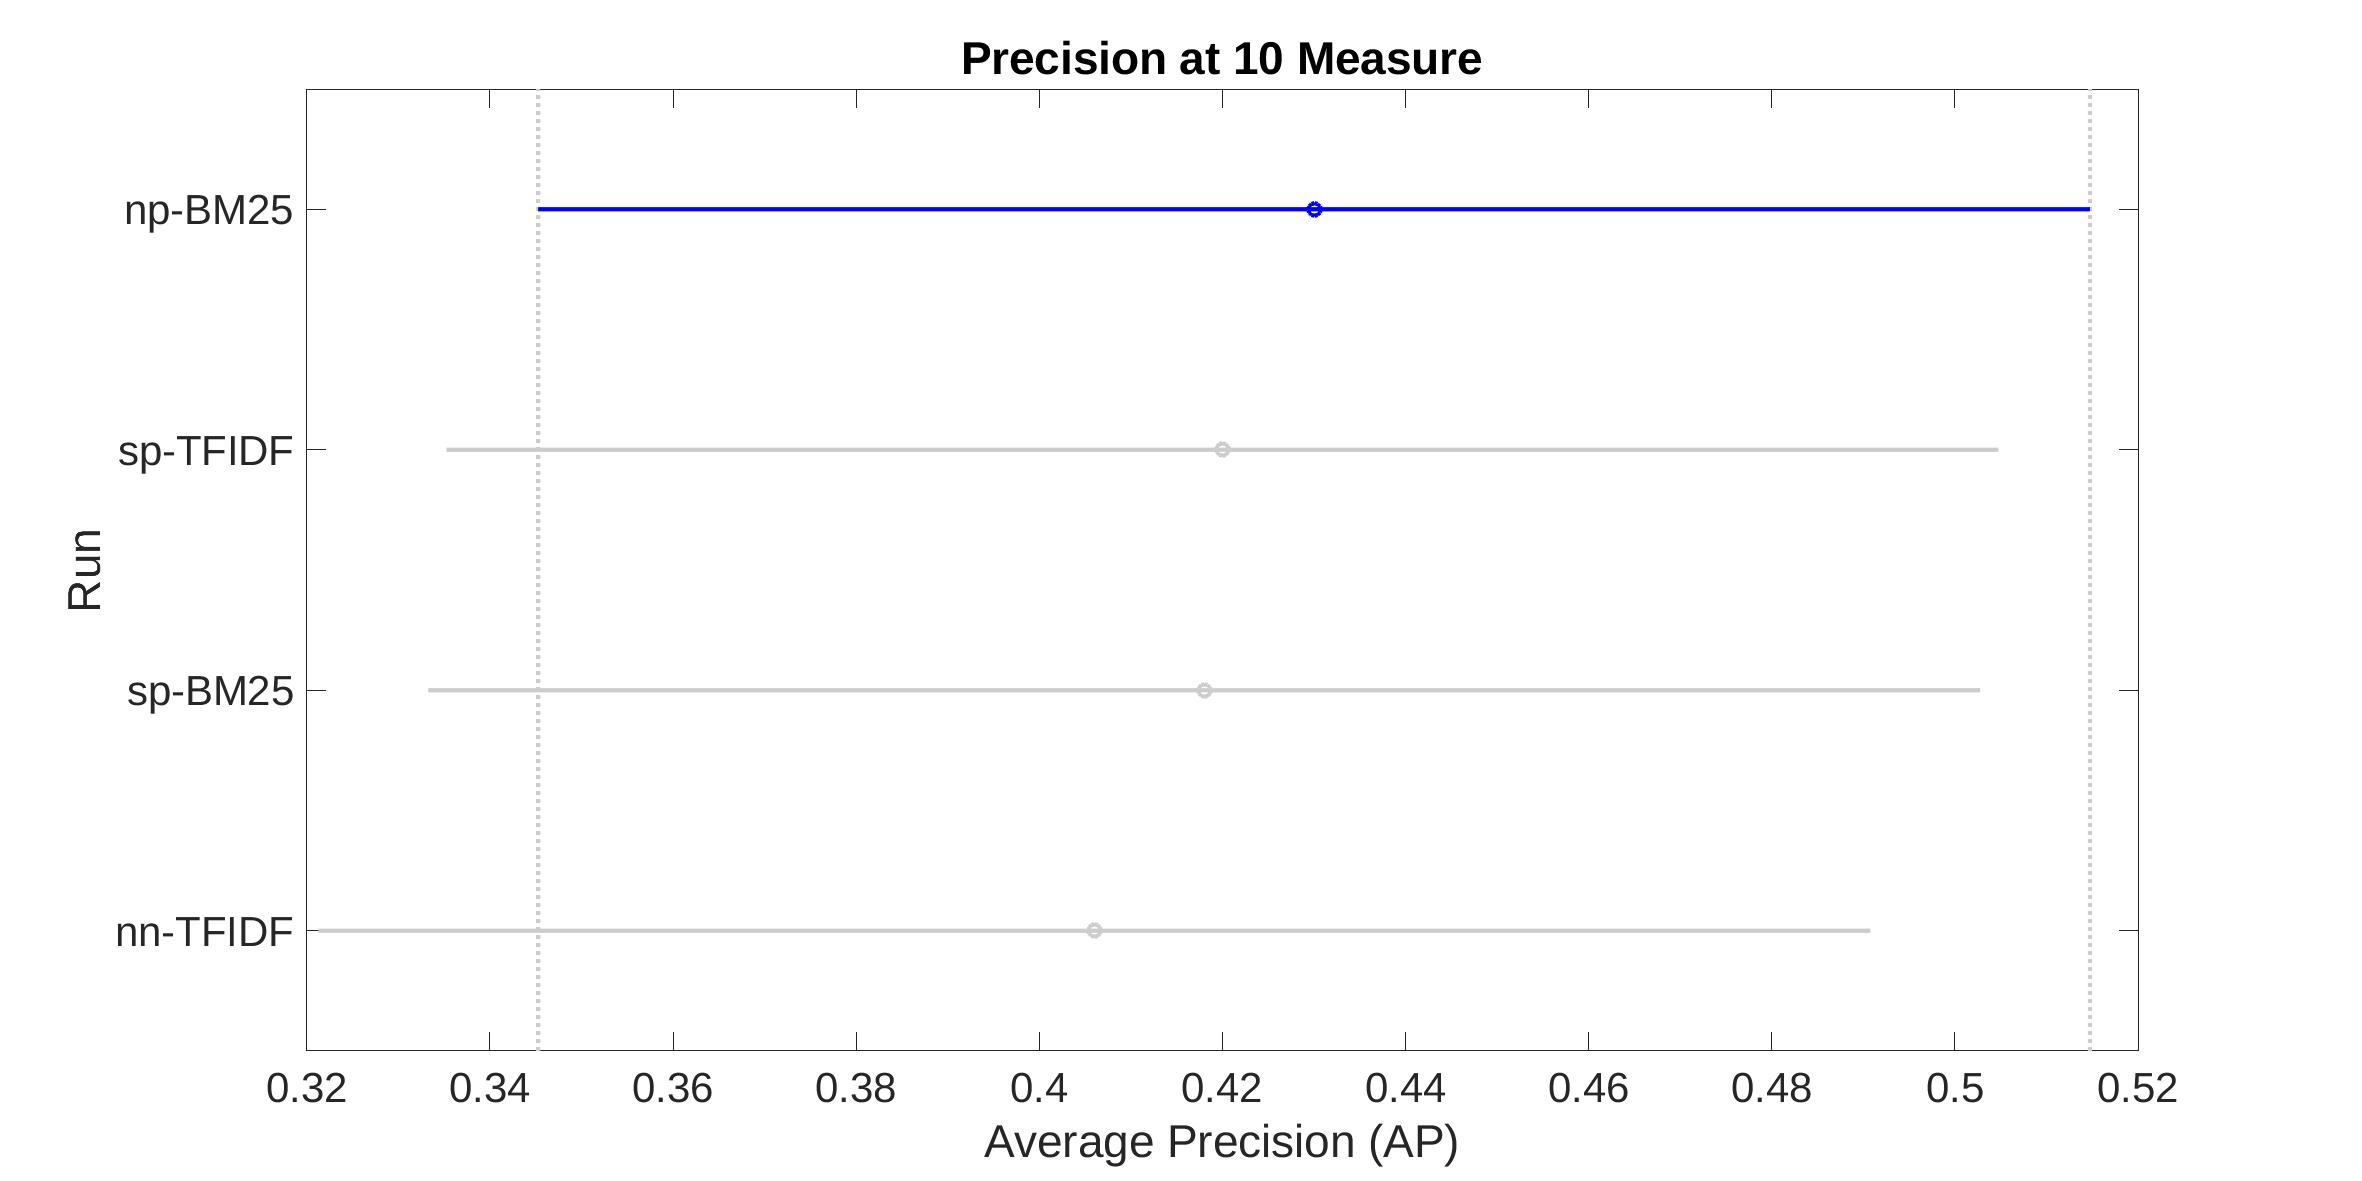 Precision at 10 Measure
np-BM25
sp-TFIDF
sp-BM25
nn-TFIDF
Run
0.32 0.34 0.36 0.38 0.4 0.42 0.44 0.46 0.48 0.5 0.52
Average Precision (AP)